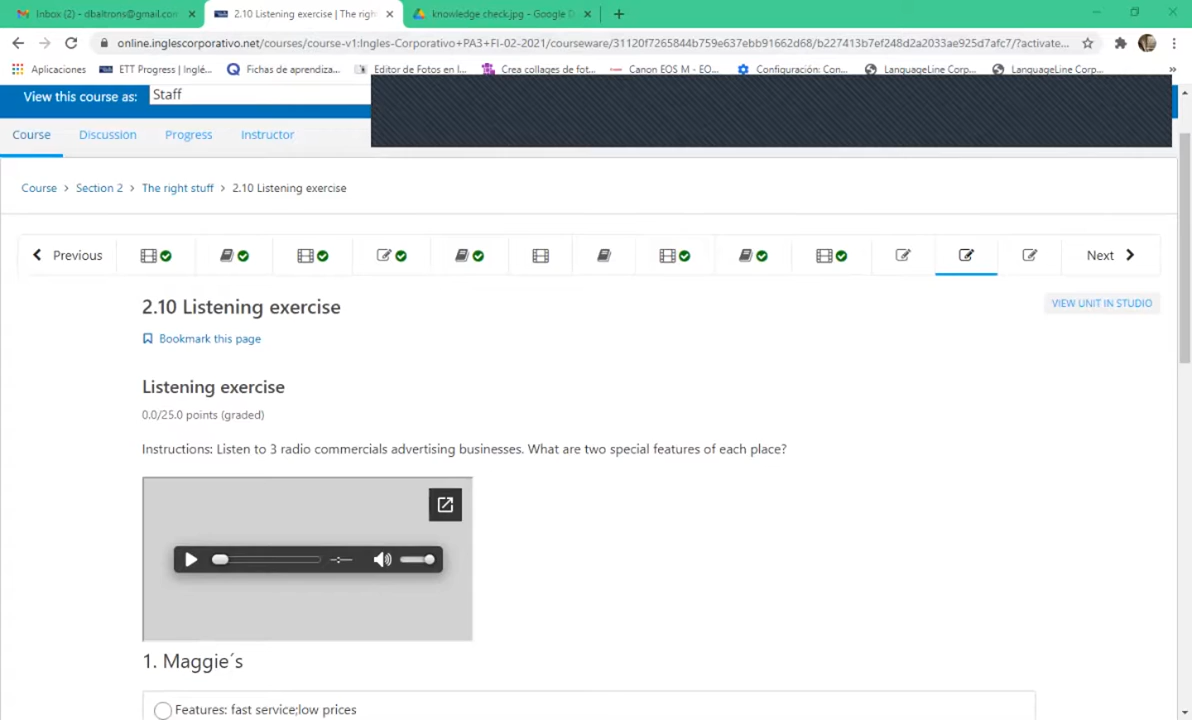 Inbox (2) - dbaltrons@gmail.con
2.10 Listening exercise | The righ
knowledge check.jpg - Google D
online.inglescorporativo.net/courses/course-v1:Ingles-Corporativo+PA3+FI-02-2021/courseware/31120f7265844b759e637ebb91662d68/b227413b7ef248d2a2033ae925d7afc7/?activate...
Aplicaciones
ETT Progress | Inglé...
Fichas de aprendiza...
Editor de Fotos en l...
Crea collages de fot...
Canon EOS M - EO...
Configuración: Con...
LanguageLine Corp...
LanguageLine Corp...
»
View this course as:
Staff
Course
Discussion
Progress
Instructor
Course > Section 2 > The right stuff > 2.10 Listening exercise
Previous
Next
2.10 Listening exercise
VIEW UNIT IN STUDIO
Bookmark this page
Listening exercise
0.0/25.0 points (graded)
Instructions: Listen to 3 radio commercials advertising businesses. What are two special features of each place?
-:-
1. Maggie´s
Features: fast service;low prices